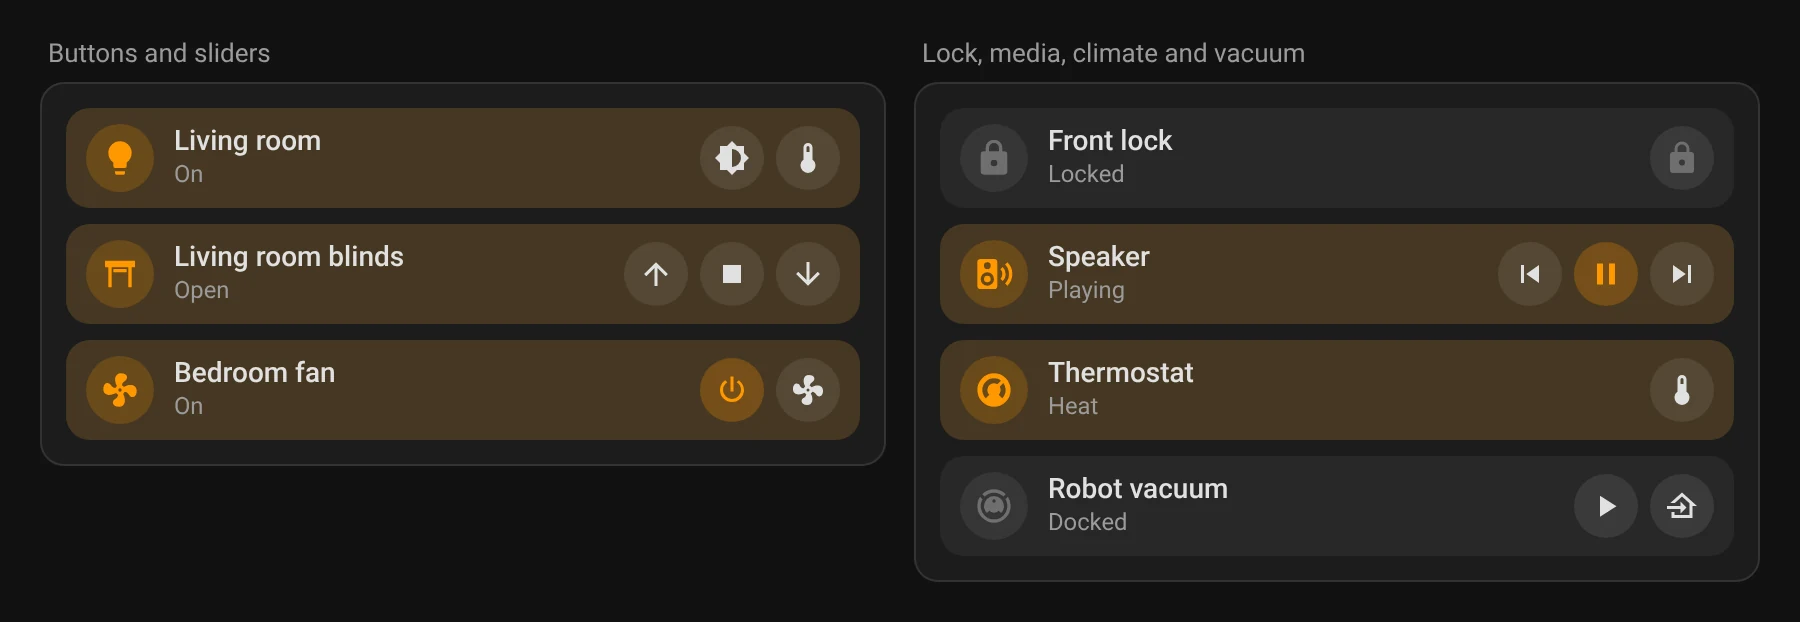 Buttons and sliders
Living room
On
Living room blinds
Open
Bedroom fan
On
Lock, media, climate and vacuum
Front lock
Locked
Speaker
Playing
Thermostat
Heat
Robot vacuum
Docked